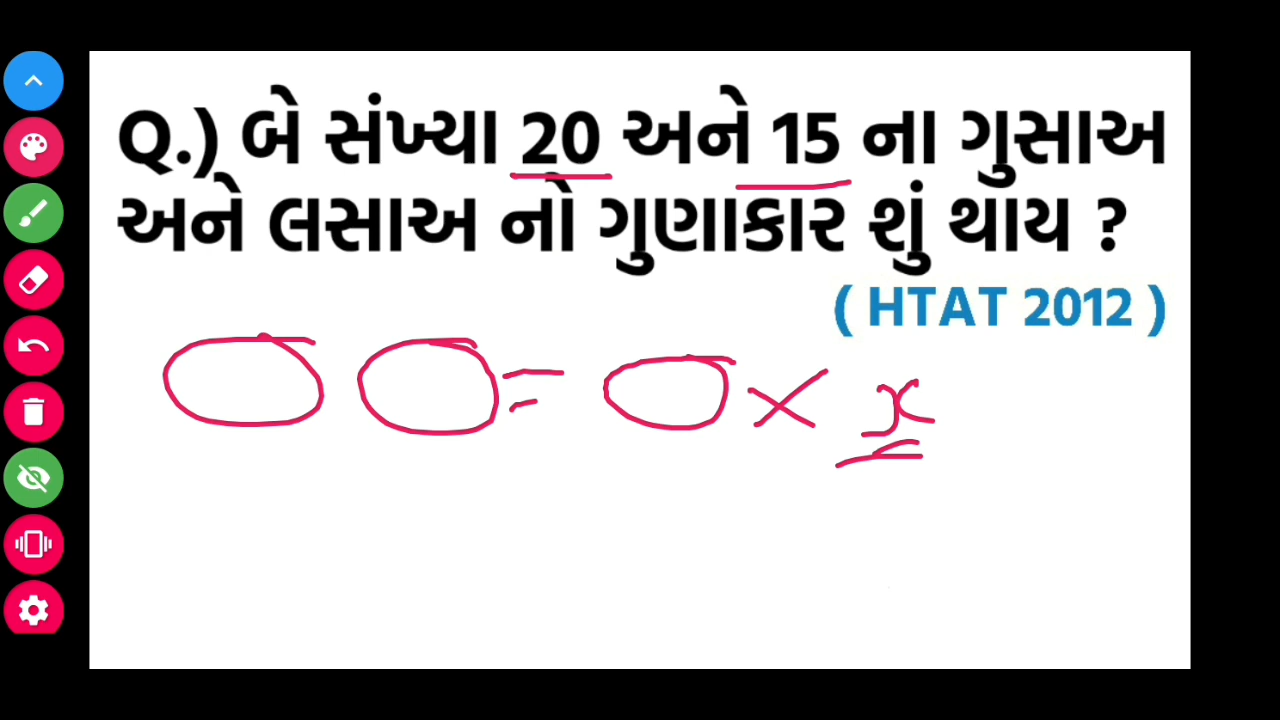 Q.) બે સંખ્યા 20 અને 15 ના ગુસાઅ
અને લસાઅ નો ગુણાકાર શું થાય ?
( HTAT 2012 )
= × x